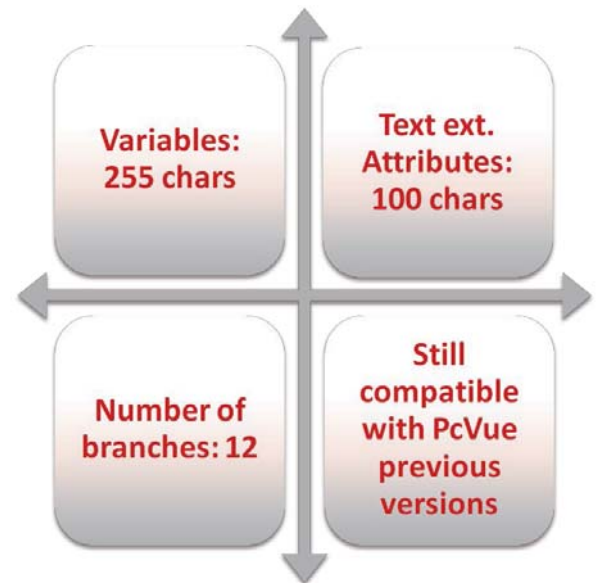 Variables:
255 chars
Text ext.
Attributes:
100 chars
Number of
branches: 12
Still
compatible
with PcVue
previous
versions